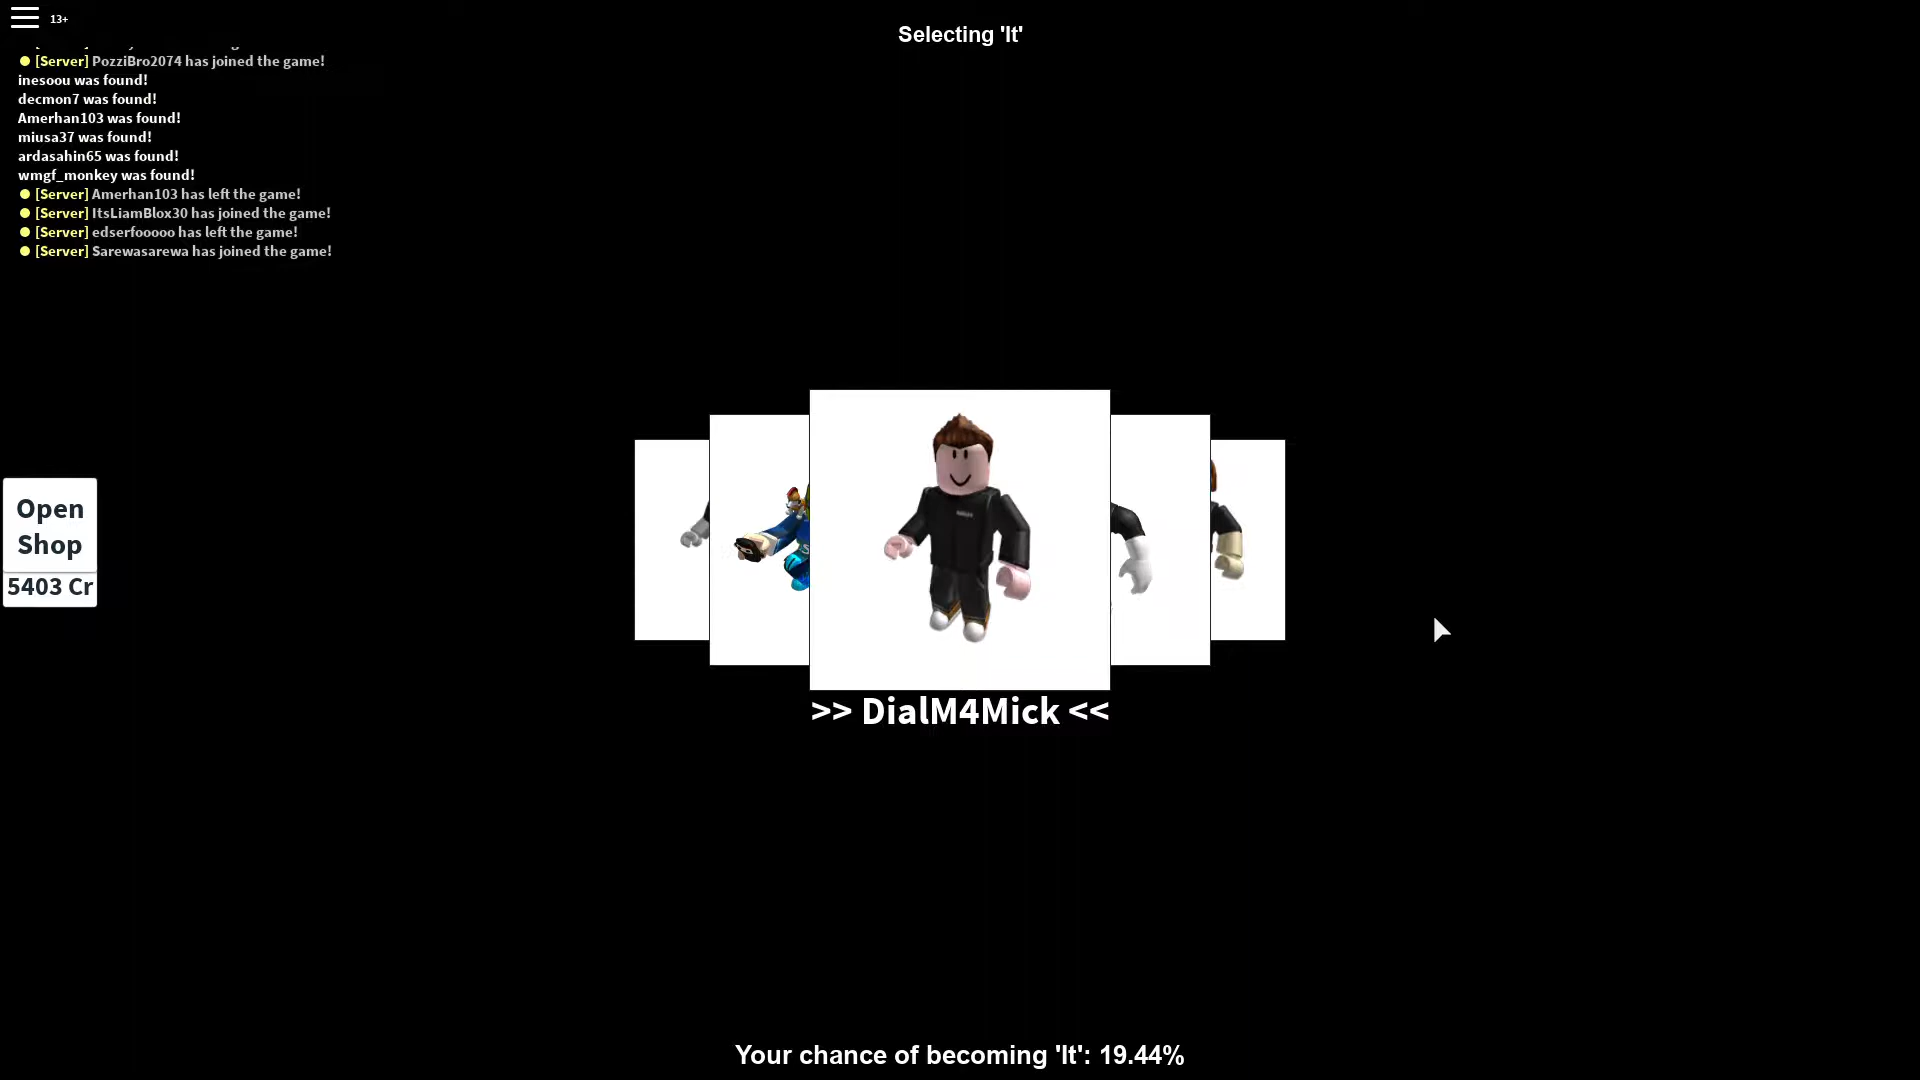 13+
Selecting 'It'
[Server] PozziBro2074 has joined the game!
inesoou was found!
decmon7 was found!
Amerhan103 was found!
miusa37 was found!
ardasahin65 was found!
wmgf_monkey was found!
[Server] Amerhan103 has left the game!
[Server] ItsLiamBlox30 has joined the game!
[Server] edserfooooo has left the game!
[Server] Sarewasarewa has joined the game!
Open
Shop
5403 Cr
>> DialM4Mick <<
Your chance of becoming 'It': 19.44%